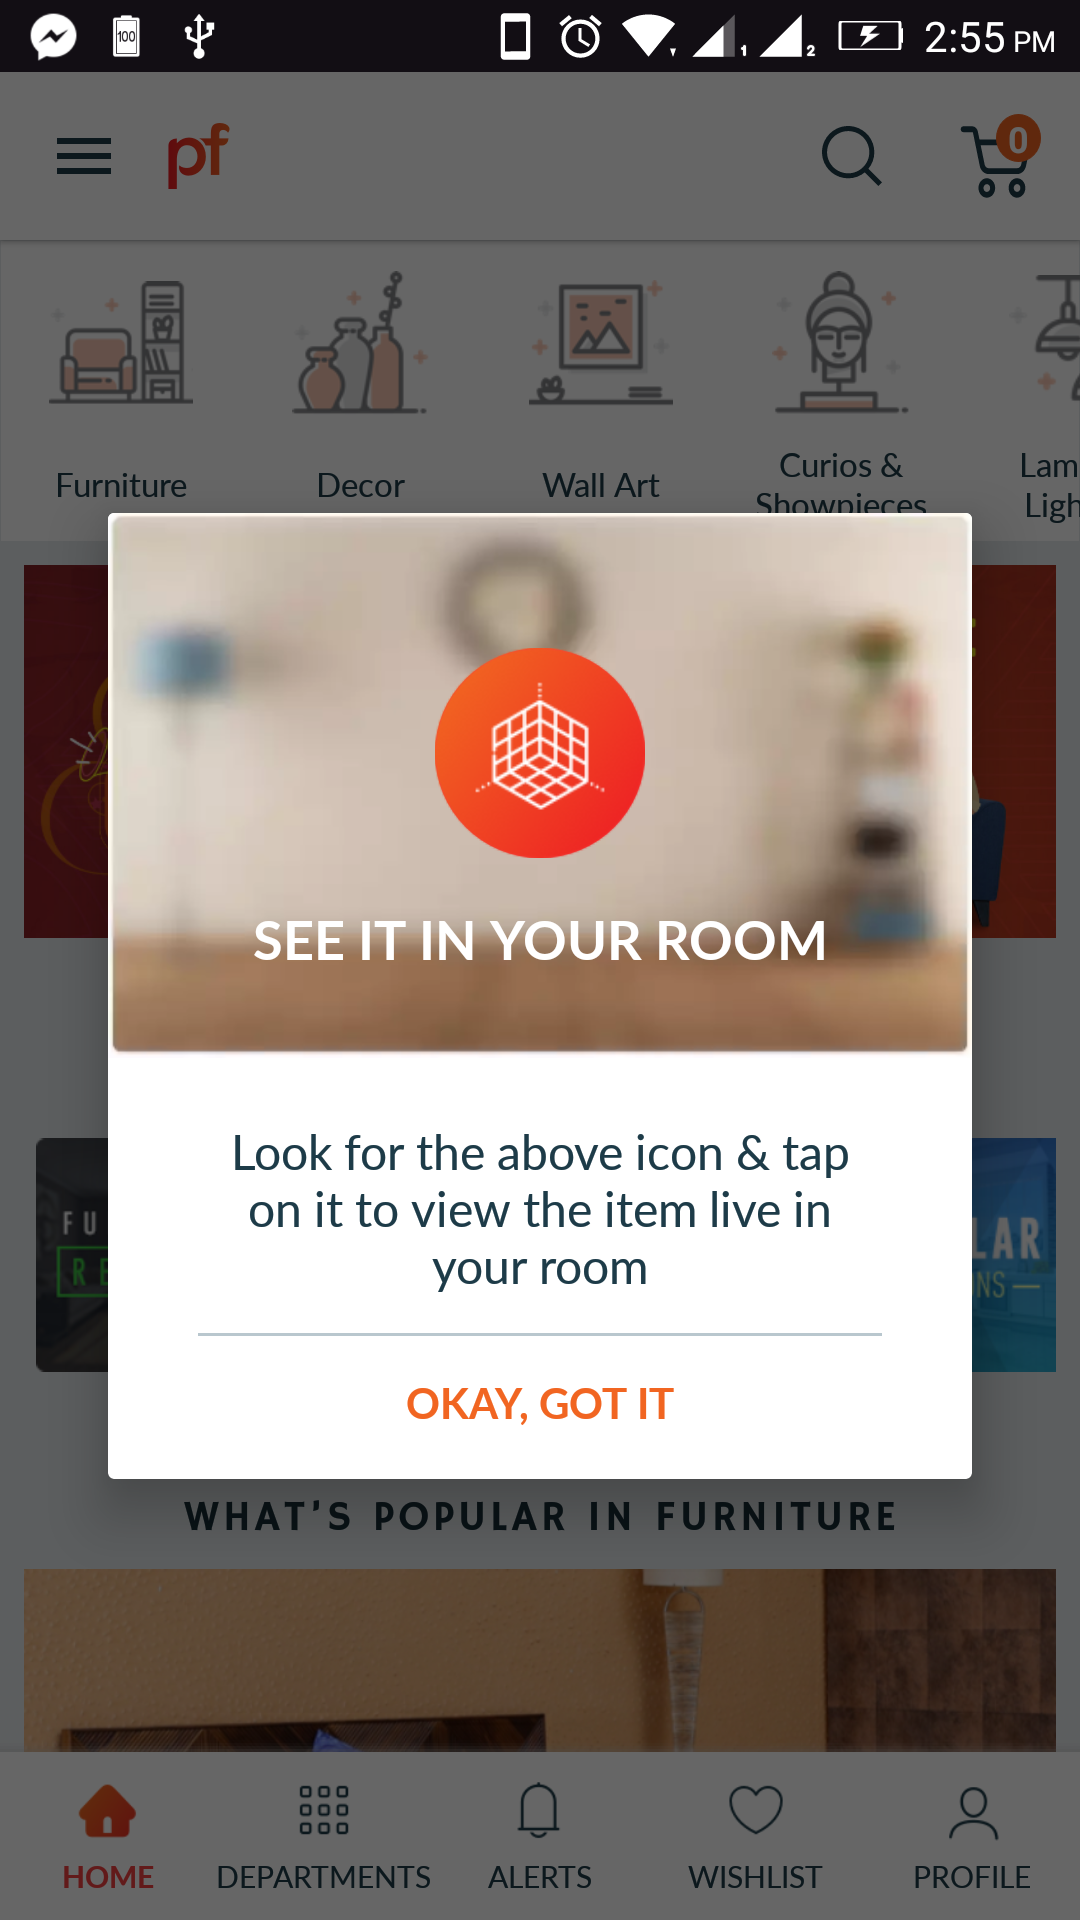 100
1
2
2:55 PM
pf
0
Furniture
Decor
Wall Art
Curios &
Showpieces
Lam
Ligh
SEE IT IN YOUR ROOM
Look for the above icon & tap
on it to view the item live in
your room
OKAY, GOT IT
FU
RE
LAR
NS
WHAT'S POPULAR IN FURNITURE
HOME
DEPARTMENTS
ALERTS
WISHLIST
PROFILE